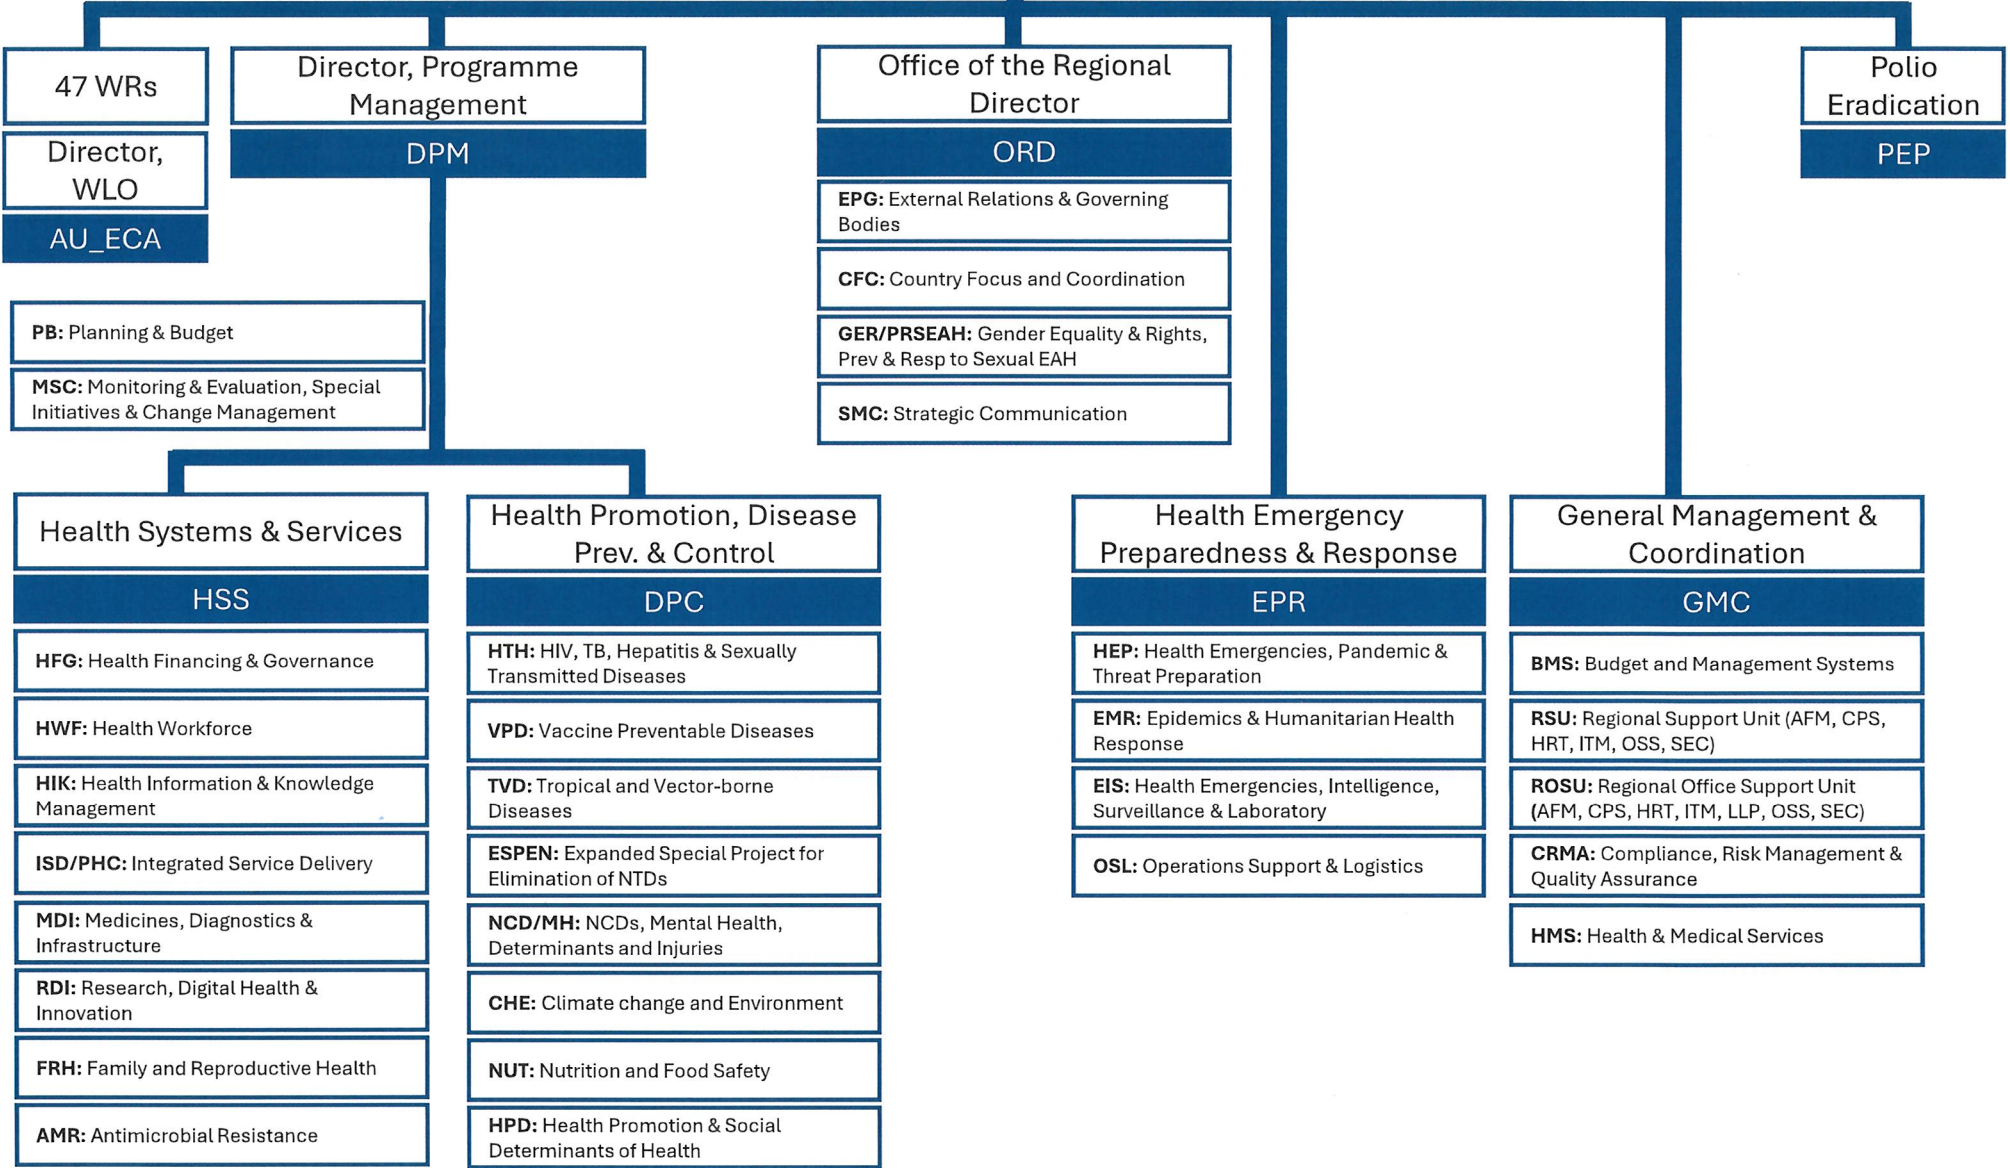 47 WRs
Director,
WLO
AU_ECA
Director, Programme
Management
DPM
PB: Planning & Budget
MSC: Monitoring & Evaluation, Special
Initiatives & Change Management
Office of the Regional
Director
ORD
EPG: External Relations & Governing
Bodies
CFC: Country Focus and Coordination
GER/PRSEAH: Gender Equality & Rights,
Prev & Resp to Sexual EAH
SMC: Strategic Communication
Polio
Eradication
PEP
Health Systems & Services
HSS
HFG: Health Financing & Governance
HWF: Health Workforce
HIK: Health Information & Knowledge
Management
ISD/PHC: Integrated Service Delivery
MDI: Medicines, Diagnostics &
Infrastructure
RDI: Research, Digital Health &
Innovation
FRH: Family and Reproductive Health
AMR: Antimicrobial Resistance
Health Promotion, Disease
Prev. & Control
DPC
HTH: HIV, TB, Hepatitis & Sexually
Transmitted Diseases
VPD: Vaccine Preventable Diseases
TVD: Tropical and Vector-borne
Diseases
ESPEN: Expanded Special Project for
Elimination of NTDs
NCD/MH: NCDs, Mental Health,
Determinants and Injuries
CHE: Climate change and Environment
NUT: Nutrition and Food Safety
HPD: Health Promotion & Social
Determinants of Health
Health Emergency
Preparedness & Response
EPR
HEP: Health Emergencies, Pandemic &
Threat Preparation
EMR: Epidemics & Humanitarian Health
Response
EIS: Health Emergencies, Intelligence,
Surveillance & Laboratory
OSL: Operations Support & Logistics
General Management &
Coordination
GMC
BMS: Budget and Management Systems
RSU: Regional Support Unit (AFM, CPS,
HRT, ITM, OSS, SEC)
ROSU: Regional Office Support Unit
(AFM, CPS, HRT, ITM, LLP, OSS, SEC)
CRMA: Compliance, Risk Management &
Quality Assurance
HMS: Health & Medical Services